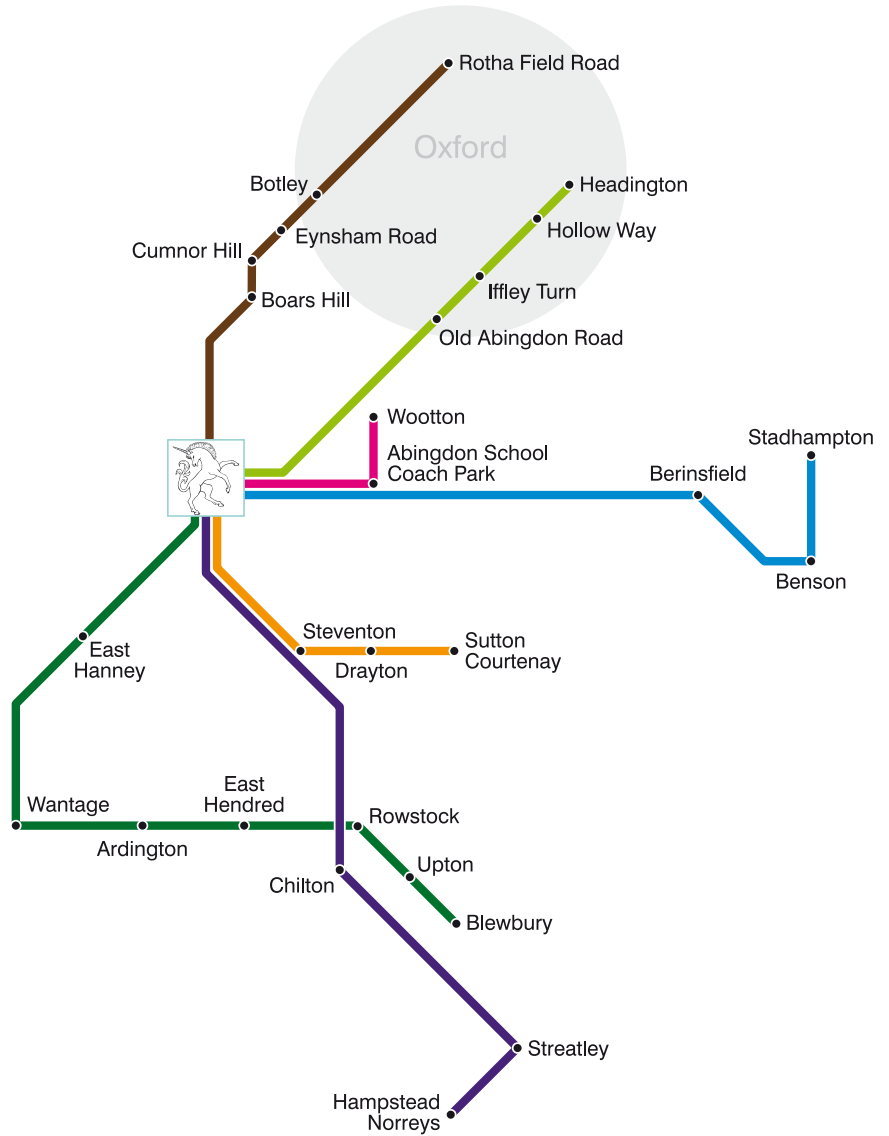 Rotha Field Road
Oxford
Botley
Headington
Hollow Way
Eynsham Road
Cumnor Hill
Iffley Turn
Boars Hill
Old Abingdon Road
Wootton
Abingdon School
Coach Park
Stadhampton
Berinsfield
Benson
Steventon
Sutton
Courtenay
Drayton
East
Hanney
East
Hendred
Wantage
Rowstock
Ardington
Upton
Chilton
Blewbury
Streatley
Hampstead
Norreys